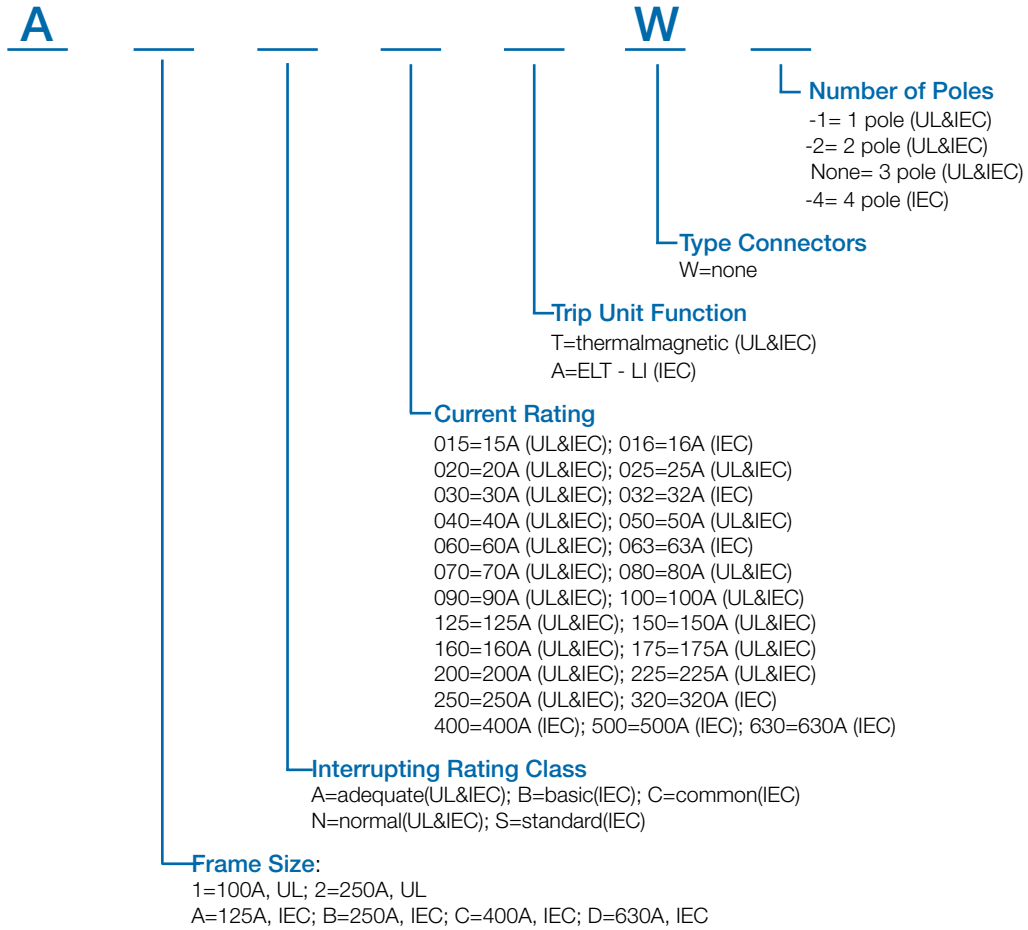 A W
Number of Poles
-1= 1 pole (UL&IEC)
-2= 2 pole (UL&IEC)
None= 3 pole (UL&IEC)
-4= 4 pole (IEC)
Type Connectors
W=none
Trip Unit Function
T=thermalmagnetic (UL&IEC)
A=ELT - LI (IEC)
Current Rating
015=15A (UL&IEC); 016=16A (IEC)
020=20A (UL&IEC); 025=25A (UL&IEC)
030=30A (UL&IEC); 032=32A (IEC)
040=40A (UL&IEC); 050=50A (UL&IEC)
060=60A (UL&IEC); 063=63A (IEC)
070=70A (UL&IEC); 080=80A (UL&IEC)
090=90A (UL&IEC); 100=100A (UL&IEC)
125=125A (UL&IEC); 150=150A (UL&IEC)
160=160A (UL&IEC); 175=175A (UL&IEC)
200=200A (UL&IEC); 225=225A (UL&IEC)
250=250A (UL&IEC); 320=320A (IEC)
400=400A (IEC); 500=500A (IEC); 630=630A (IEC)
Interrupting Rating Class
A=adequate(UL&IEC); B=basic(IEC); C=common(IEC)
N=normal(UL&IEC); S=standard(IEC)
Frame Size:
1=100A, UL; 2=250A, UL
A=125A, IEC; B=250A, IEC; C=400A, IEC; D=630A, IEC